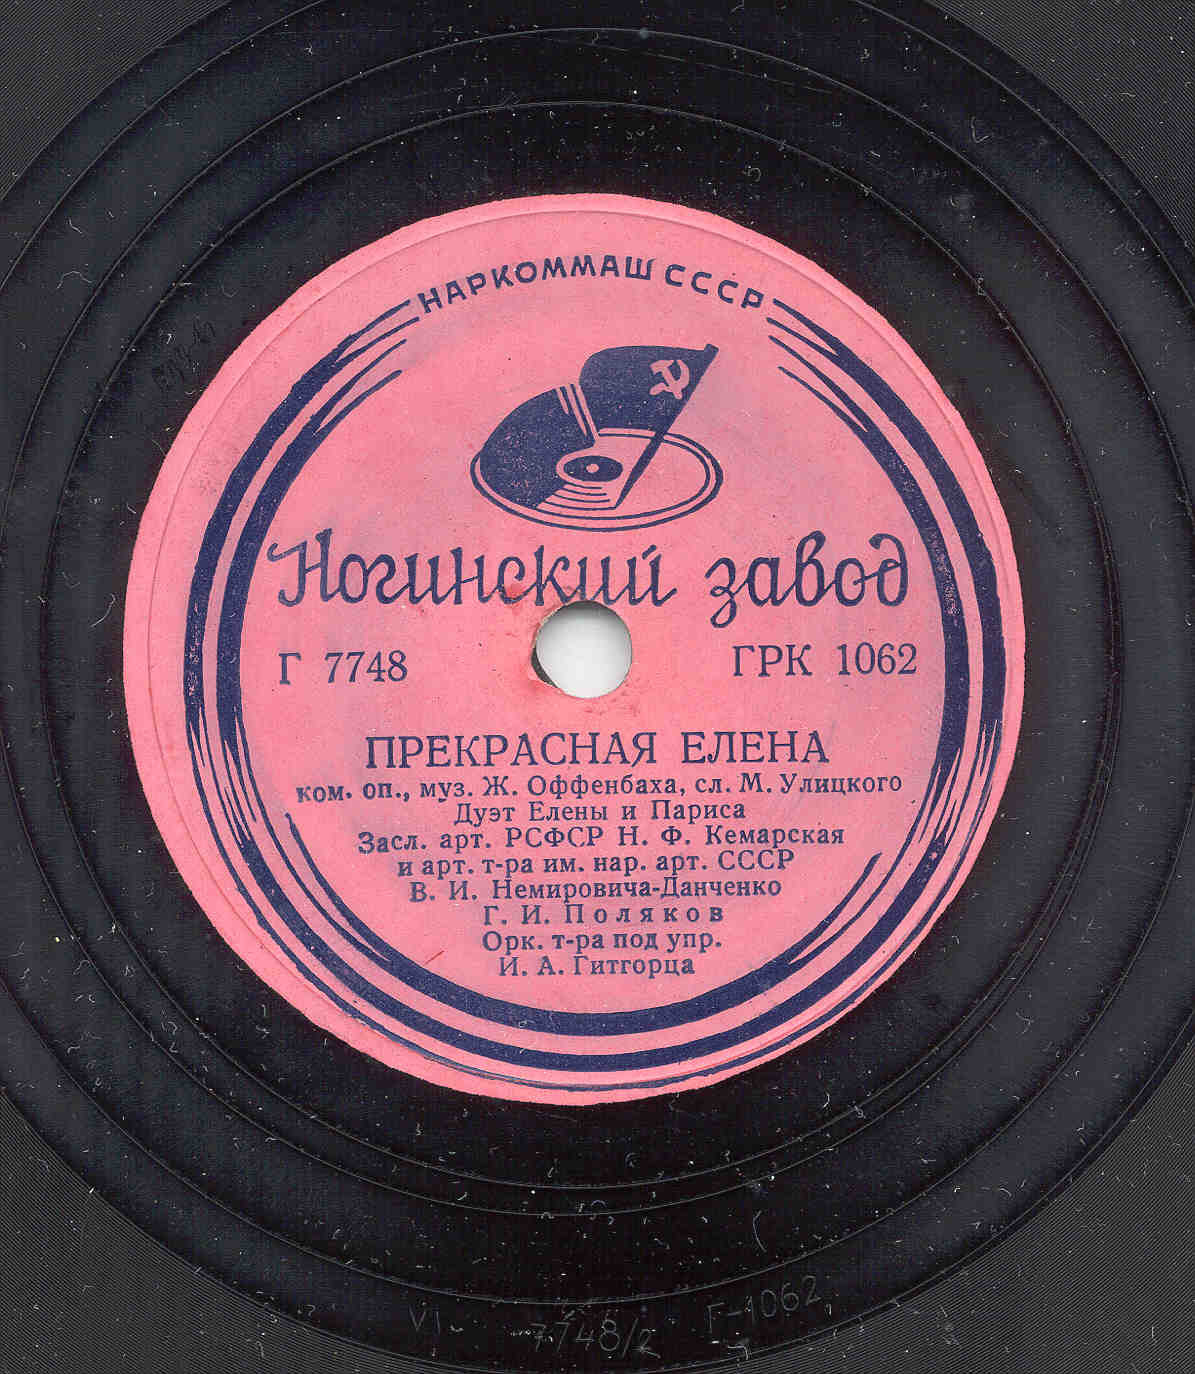 НАРКОММАШ СССР
Ногинский завод
Г 7748
ГРК 1062
ПРЕКРАСНАЯ ЕЛЕНА
ком. оп., муз. Ж. Оффенбаха, сл. М. Улицкого
Дуэт Елены и Париса
Засл. арт. РСФСР Н. Ф. Кемарская
и арт. т-ра им. нар. арт. СССР
В. И. Немировича-Данченко
Г. И. Поляков
Орк. т-ра под упр.
И. А. Гитгорца
VI
7748/2
Г-1062